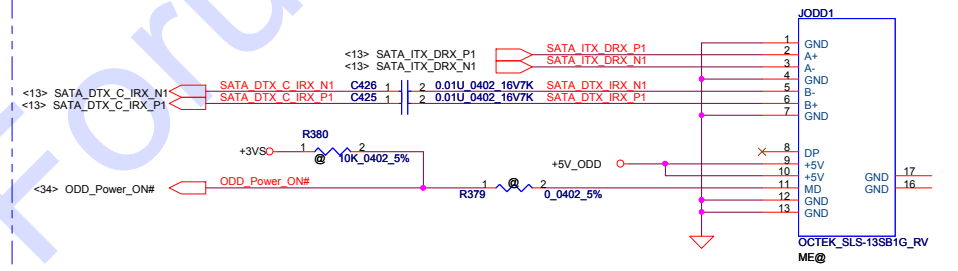 JODD1
<13> SATA_ITX_DRX_P1 SATA_ITX_DRX_P1
<13> SATA_ITX_DRX_N1 SATA_ITX_DRX_N1
<13> SATA_DTX_C_IRX_N1 SATA_DTX_C_IRX_N1 C426 1 2 0.01U_0402_16V7K SATA_DTX_IRX_N1
<13> SATA_DTX_C_IRX_P1 SATA_DTX_C_IRX_P1 C425 1 2 0.01U_0402_16V7K SATA_DTX_IRX_P1
1 GND
2 A+
3 A-
4 GND
5 B-
6 B+
7 GND
R380
+3VS 1 2
@ 10K_0402_5%
8 DP
+5V_ODD 9 +5V
10 +5V
<34> ODD_Power_ON# ODD_Power_ON#
R379 1 @ 2 0_0402_5%
11 MD
12 GND
13 GND
GND 17
GND 16
OCTEK_SLS-13SB1G_RV
ME@
Foru